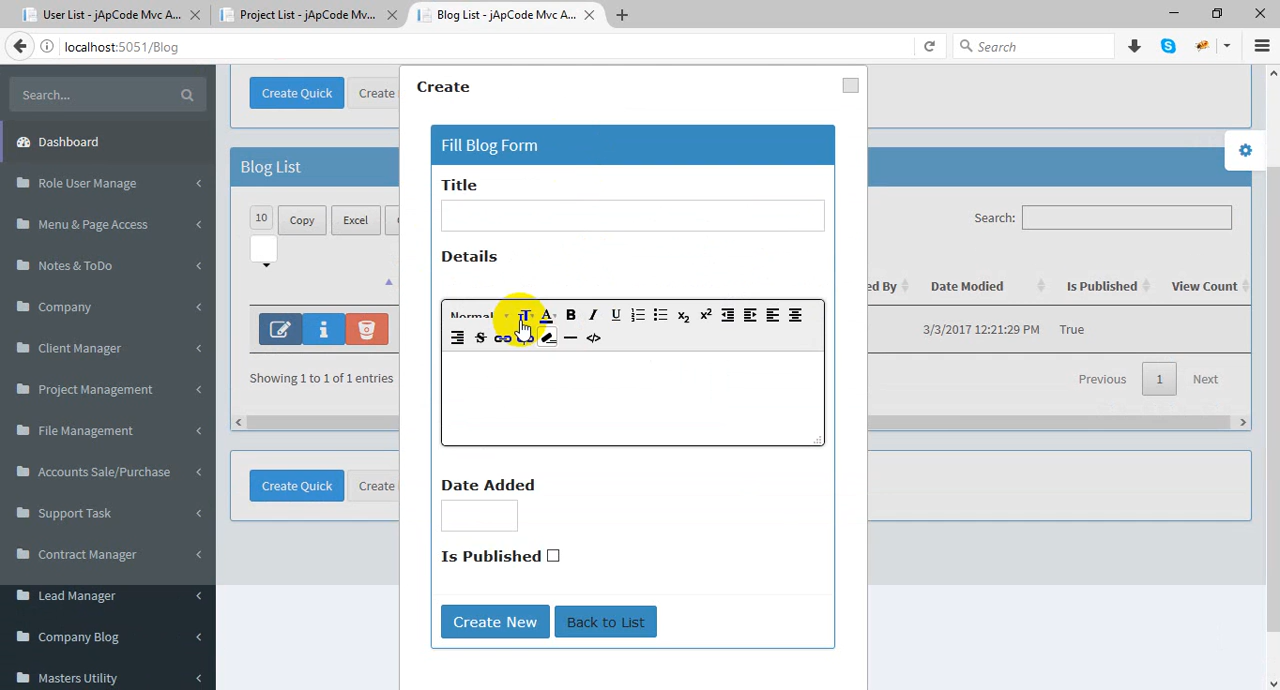 User List - jApCode Mvc A...
Project List - jApCode Mv...
Blog List - jApCode Mvc A...
localhost:5051/Blog
Search
Search...
Dashboard
Role User Manage
Menu & Page Access
Notes & ToDo
Company
Client Manager
Project Management
File Management
Accounts Sale/Purchase
Support Task
Contract Manager
Lead Manager
Company Blog
Masters Utility
Create Quick
Create
Blog List
10
Copy
Excel
Search:
ed By
Date Modied
Is Published
View Count
3/3/2017 12:21:29 PM
True
Showing 1 to 1 of 1 entries
Previous
1
Next
Create Quick
Create
Create
Fill Blog Form
Title
Details
Normal
Date Added
Is Published
Create New
Back to List